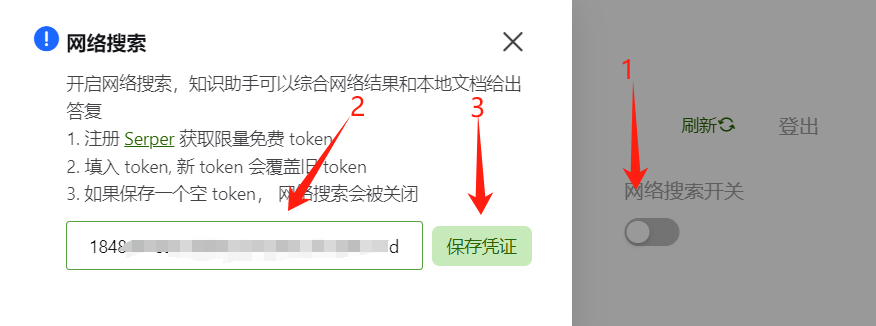 网络搜索
开启网络搜索，知识助手可以综合网络结果和本地文档给出
答复
1. 注册 Serper 获取限量免费 token
2. 填入 token, 新 token 会覆盖旧 token
3. 如果保存一个空 token， 网络搜索会被关闭
1848
d
保存凭证
2
3
1
刷新
登出
网络搜索开关